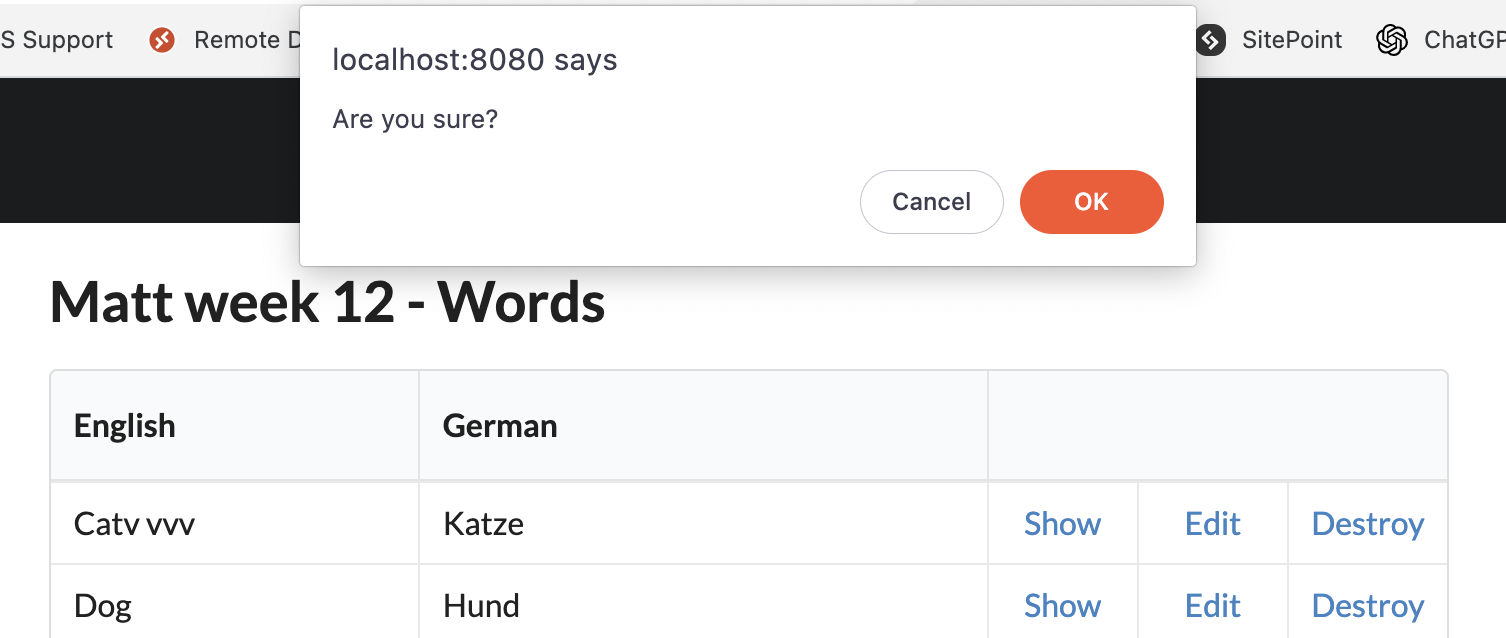 S Support Remote D SitePoint ChatGP
localhost:8080 says
Are you sure?
Cancel OK
Matt week 12 - Words
English German
Catv vvv Katze Show Edit Destroy
Dog Hund Show Edit Destroy